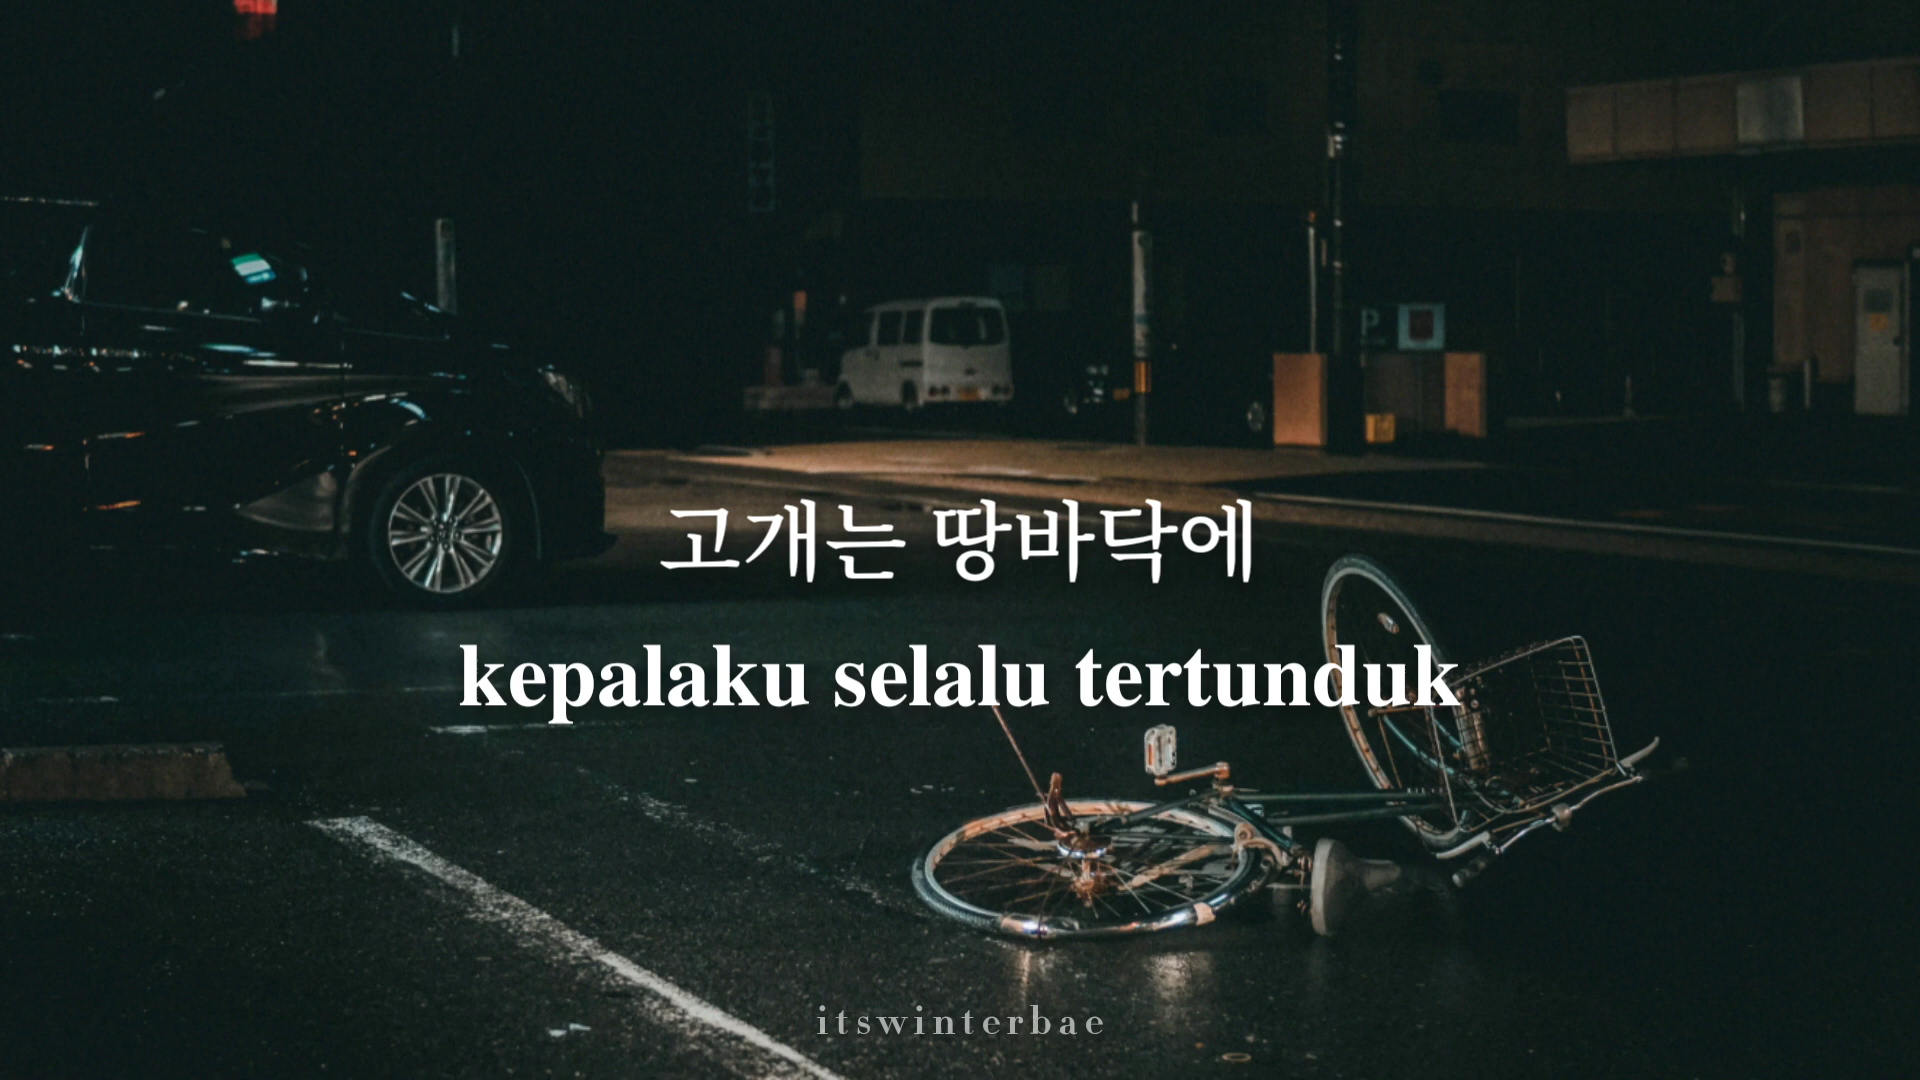 P
고개는 땅바닥에
kepalaku selalu tertunduk
itswinterbae